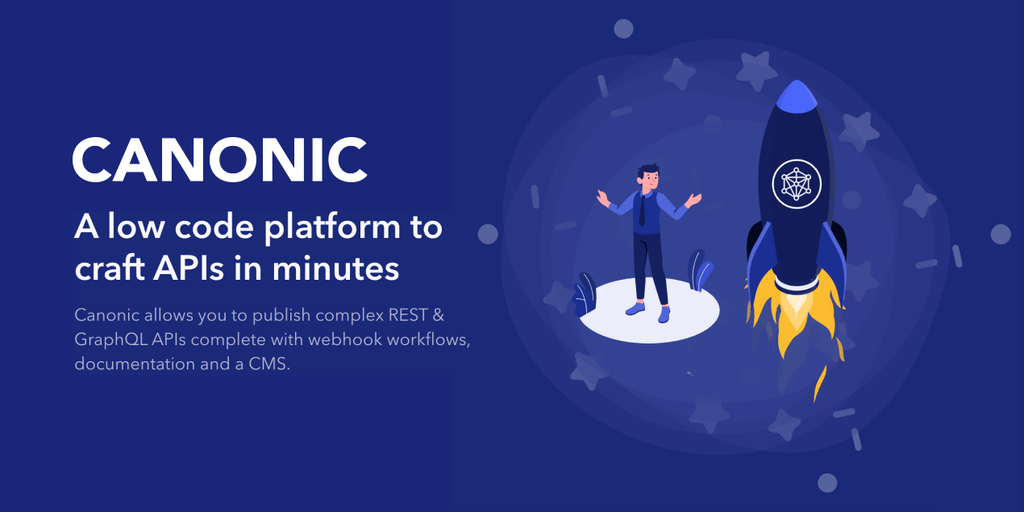 CANONIC
A low code platform to
craft APIs in minutes
Canonic allows you to publish complex REST &
GraphQL APIs complete with webhook workflows,
documentation and a CMS.